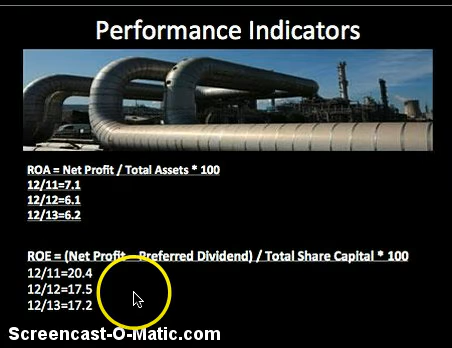 Performance Indicators
ROA = Net Profit / Total Assets * 100
12/11=7.1
12/12=6.1
12/13=6.2
ROE = (Net Profit – Preferred Dividend) / Total Share Capital * 100
12/11=20.4
12/12=17.5
12/13=17.2
Screencast-O-Matic.com